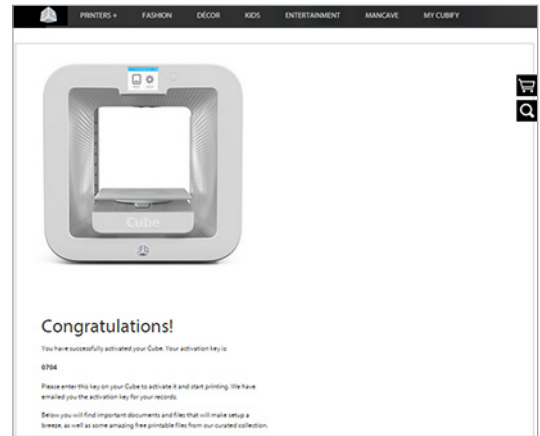 PRINTERS + FASHION DÉCOR KIDS ENTERTAINMENT MANCAVE MY CUBIFY
Cube
Congratulations!
You have successfully activated your Cube. Your activation key is:
0704
Please enter this key on your Cube to activate it and start printing. We have
emailed you the activation key for your records.
Below you will find important documents and files that will make setup a
breeze, as well as some amazing free printable files from our curated collection.